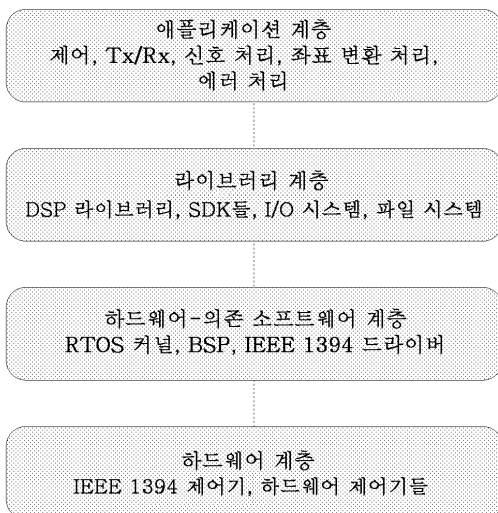 애플리케이션 계층
제어, Tx/Rx, 신호 처리, 좌표 변환 처리,
에러 처리
라이브러리 계층
DSP 라이브러리, SDK들, I/O 시스템, 파일 시스템
하드웨어-의존 소프트웨어 계층
RTOS 커널, BSP, IEEE 1394 드라이버
하드웨어 계층
IEEE 1394 제어기, 하드웨어 제어기들